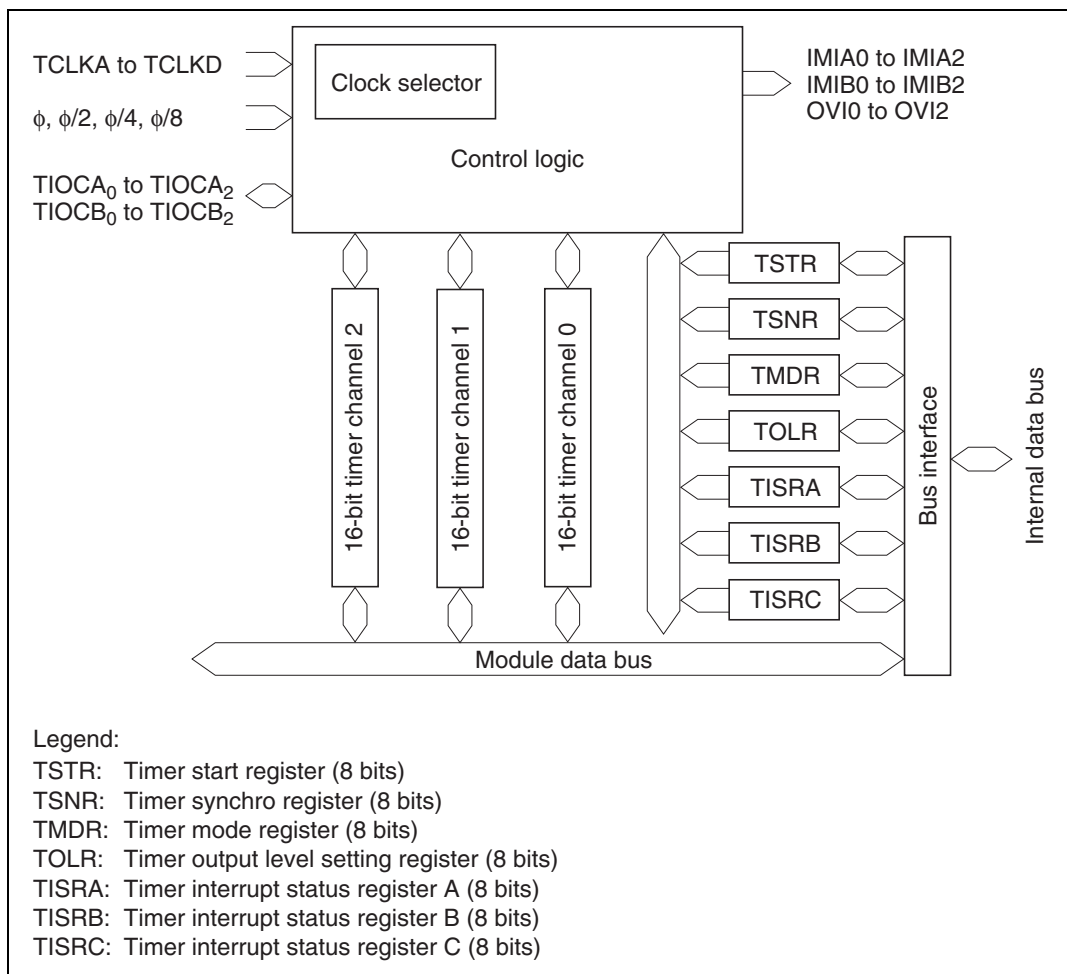 TCLKA to TCLKD
ϕ, ϕ/2, ϕ/4, ϕ/8
TIOCA₀ to TIOCA₂
TIOCB₀ to TIOCB₂
Clock selector
Control logic
IMIA0 to IMIA2
IMIB0 to IMIB2
OVI0 to OVI2
16-bit timer channel 2
16-bit timer channel 1
16-bit timer channel 0
TSTR
TSNR
TMDR
TOLR
TISRA
TISRB
TISRC
Bus interface
Internal data bus
Module data bus
Legend:
TSTR: Timer start register (8 bits)
TSNR: Timer synchro register (8 bits)
TMDR: Timer mode register (8 bits)
TOLR: Timer output level setting register (8 bits)
TISRA: Timer interrupt status register A (8 bits)
TISRB: Timer interrupt status register B (8 bits)
TISRC: Timer interrupt status register C (8 bits)